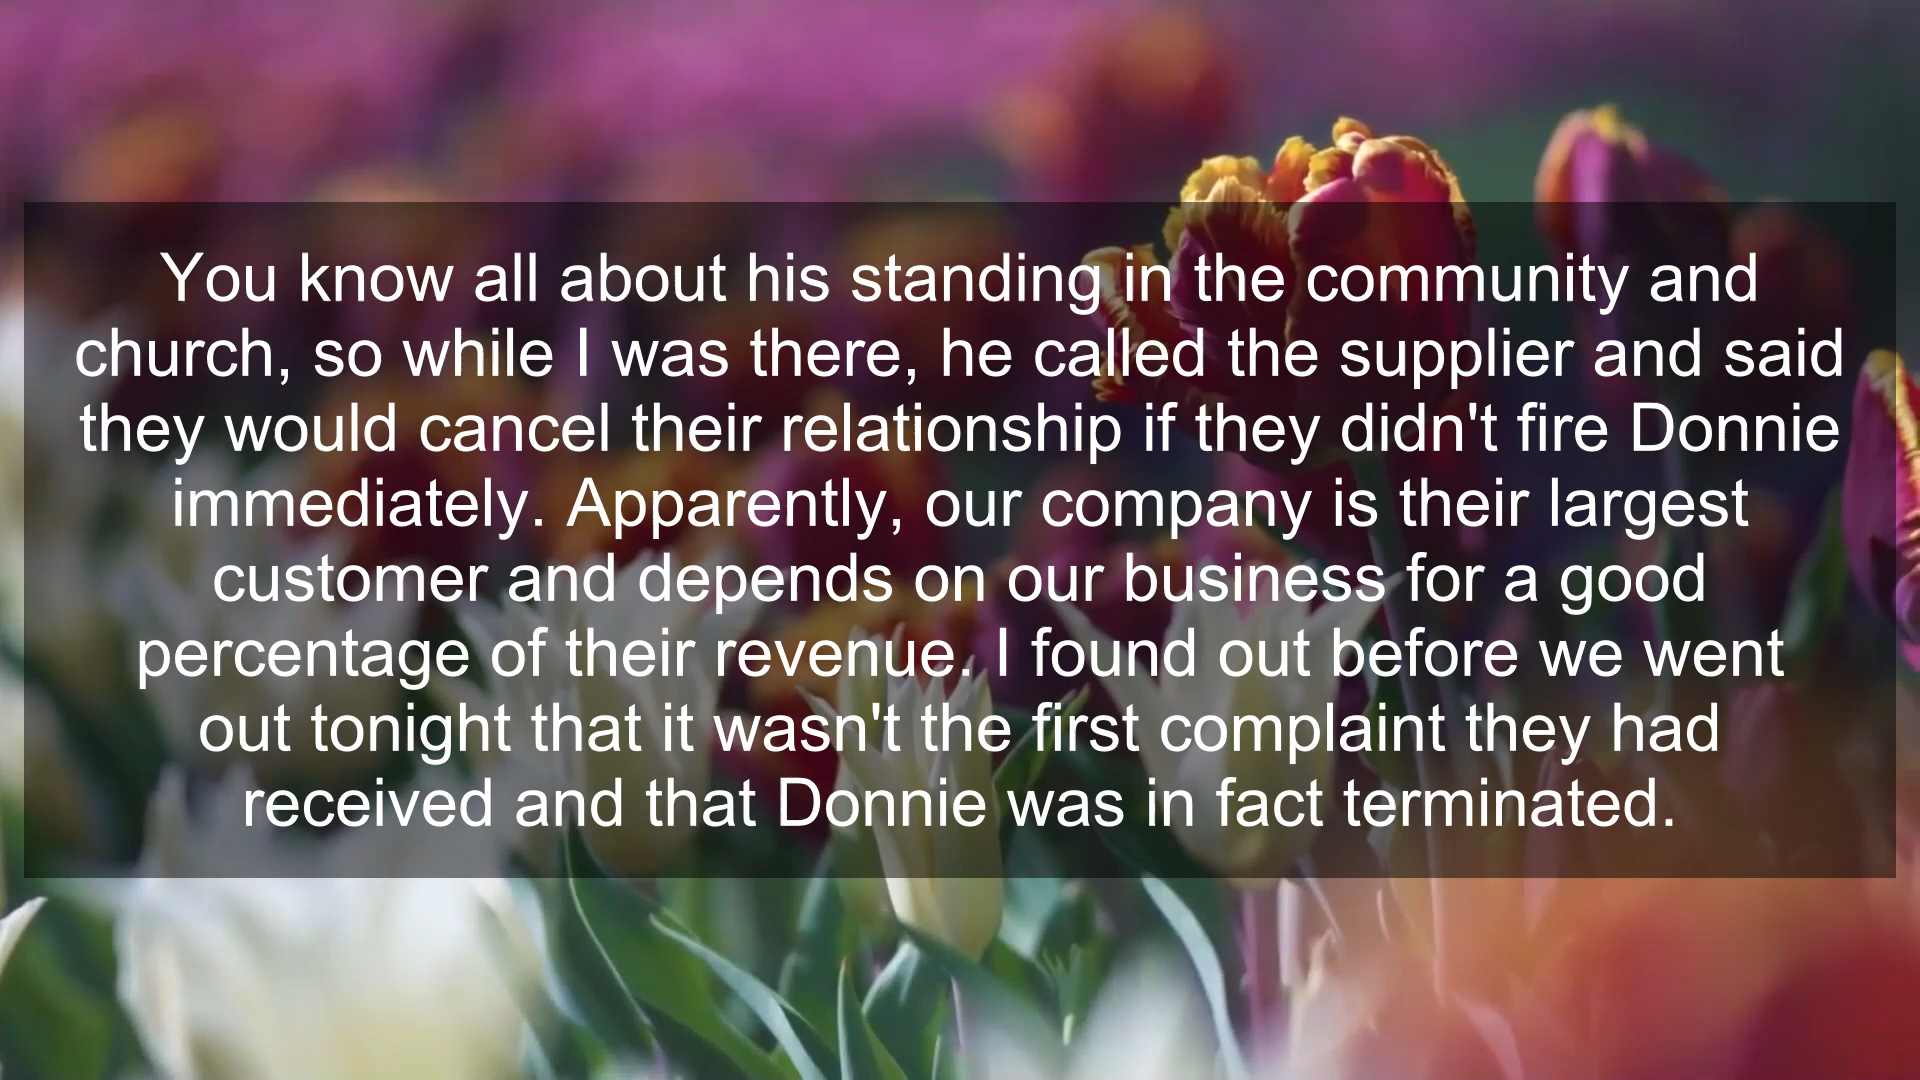 You know all about his standing in the community and
church, so while I was there, he called the supplier and said
they would cancel their relationship if they didn't fire Donnie
immediately. Apparently, our company is their largest
customer and depends on our business for a good
percentage of their revenue. I found out before we went
out tonight that it wasn't the first complaint they had
received and that Donnie was in fact terminated.